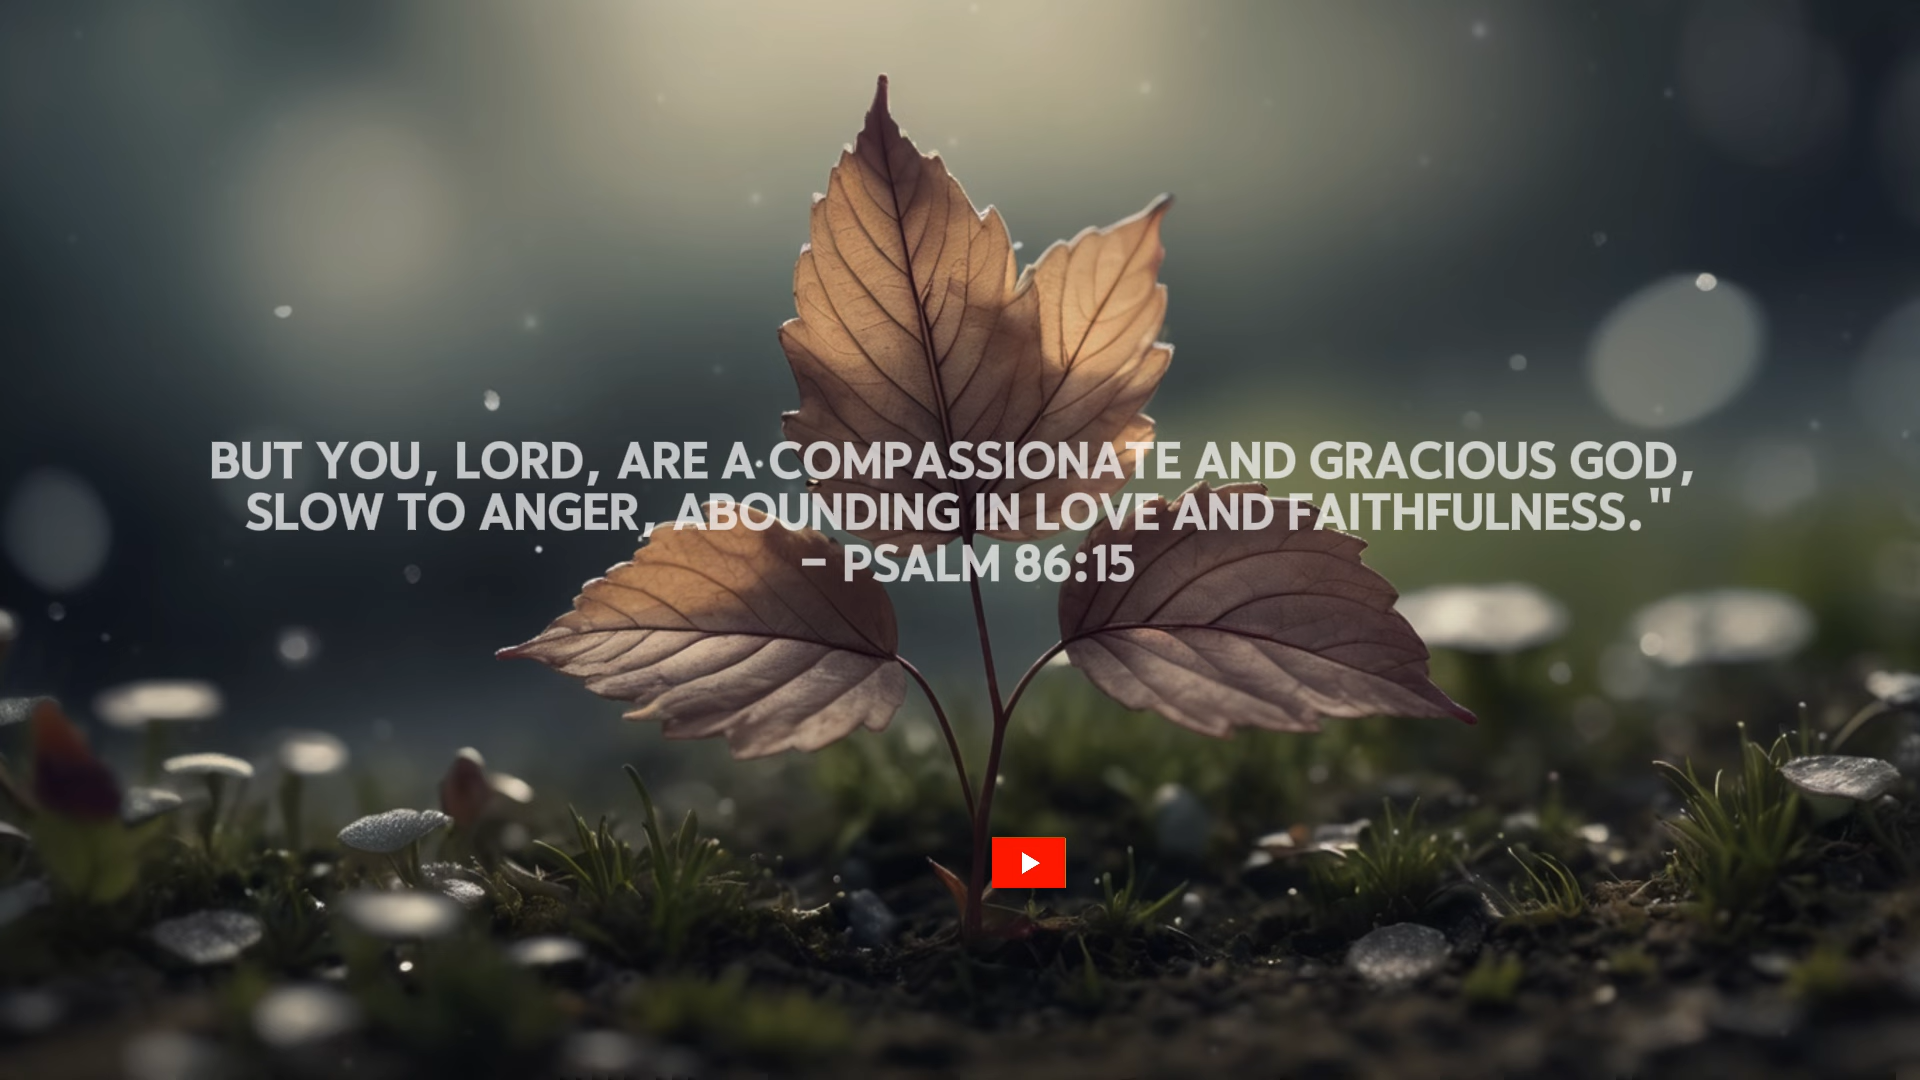 BUT YOU, LORD, ARE A COMPASSIONATE AND GRACIOUS GOD,
SLOW TO ANGER, ABOUNDING IN LOVE AND FAITHFULNESS."
- PSALM 86:15